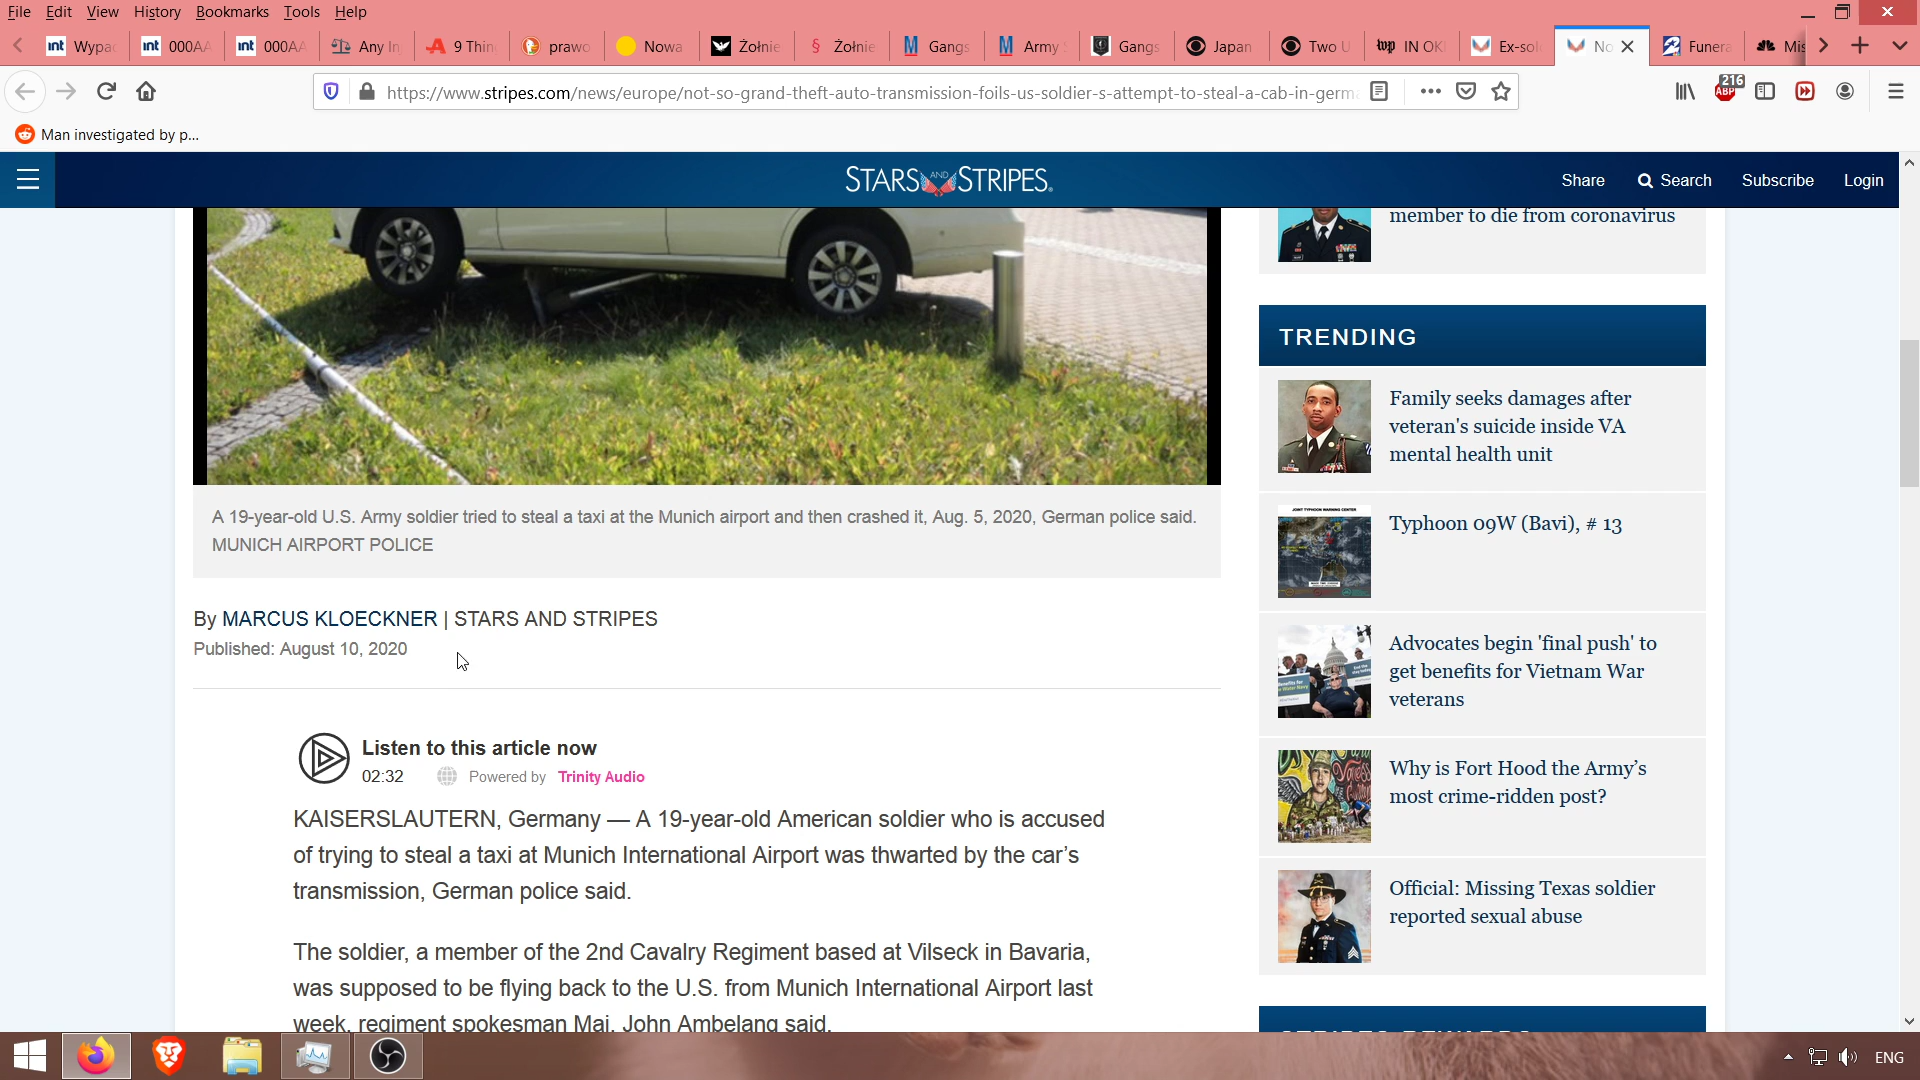 File Edit View History Bookmarks Tools Help
Wypa 000A 000A Any In 9 Thin prawo Nowa Żołnie Żołnie Gangs Army Gangs Japan Two U IN OK Ex-sol No Funera Mis
https://www.stripes.com/news/europe/not-so-grand-theft-auto-transmission-foils-us-soldier-s-attempt-to-steal-a-cab-in-germ
216
ABP
Man investigated by p...
STARS AND STRIPES.
Share Search Subscribe Login
member to die from coronavirus
TRENDING
Family seeks damages after
veteran's suicide inside VA
mental health unit
JOINT TYPHOON WARNING CENTER
Typhoon 09W (Bavi), # 13
Advocates begin 'final push' to
get benefits for Vietnam War
veterans
Why is Fort Hood the Army's
most crime-ridden post?
Official: Missing Texas soldier
reported sexual abuse
A 19-year-old U.S. Army soldier tried to steal a taxi at the Munich airport and then crashed it, Aug. 5, 2020, German police said.
MUNICH AIRPORT POLICE
By MARCUS KLOECKNER | STARS AND STRIPES
Published: August 10, 2020
Listen to this article now
02:32 Powered by Trinity Audio
KAISERSLAUTERN, Germany — A 19-year-old American soldier who is accused
of trying to steal a taxi at Munich International Airport was thwarted by the car's
transmission, German police said.
The soldier, a member of the 2nd Cavalry Regiment based at Vilseck in Bavaria,
was supposed to be flying back to the U.S. from Munich International Airport last
week, regiment spokesman Maj. John Ambelang said.
ENG